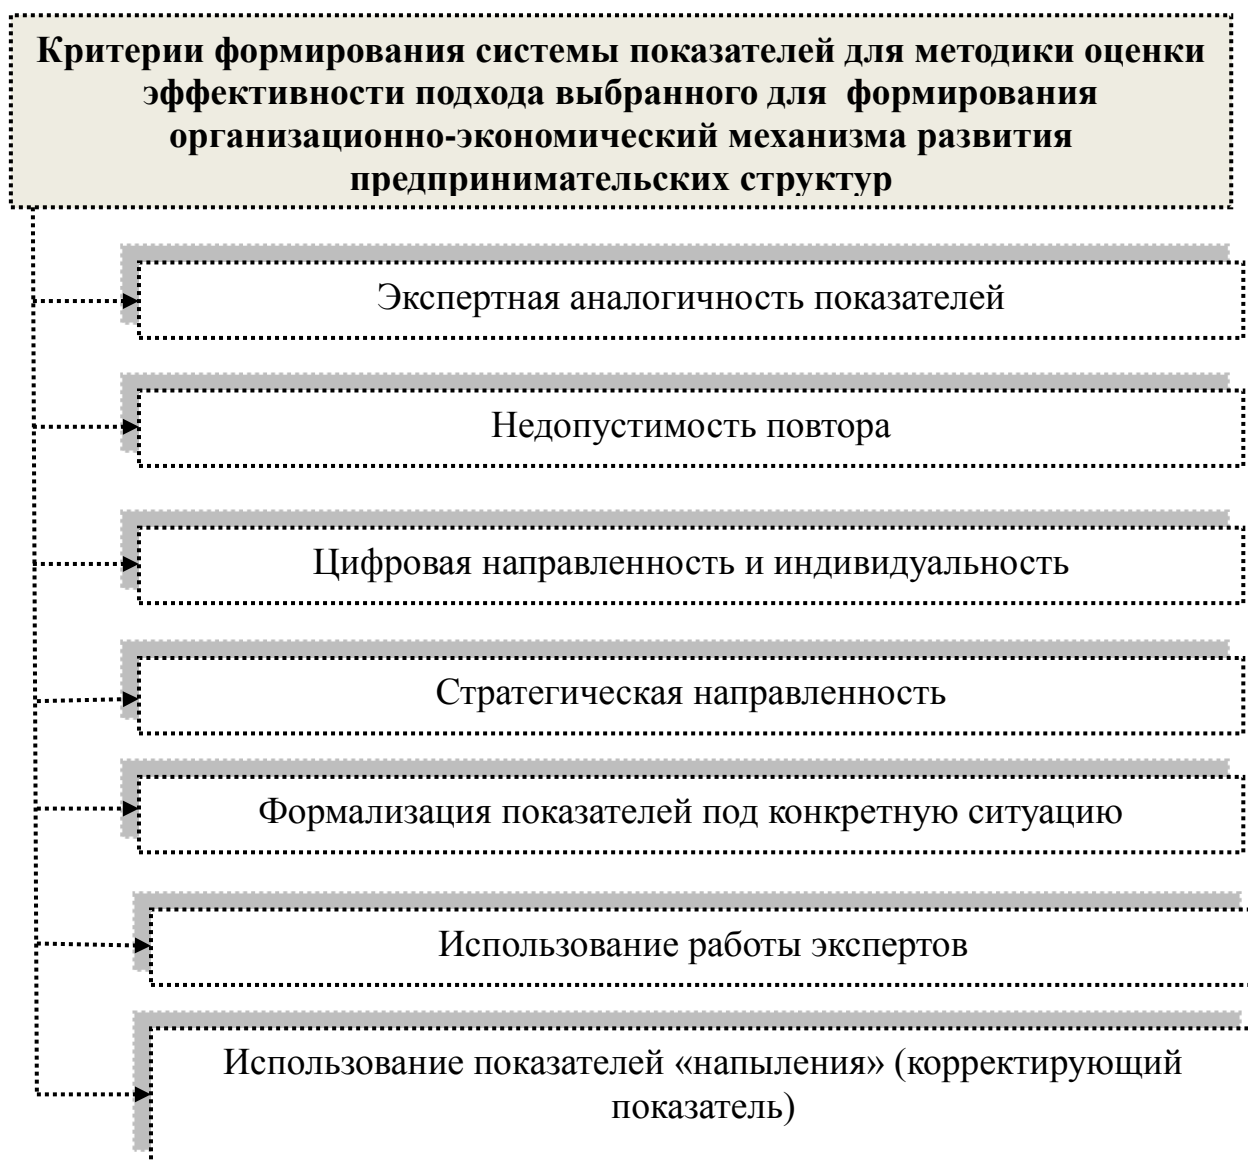 Критерии формирования системы показателей для методики оценки
эффективности подхода выбранного для формирования
организационно-экономический механизма развития
предпринимательских структур
Экспертная аналогичность показателей
Недопустимость повтора
Цифровая направленность и индивидуальность
Стратегическая направленность
Формализация показателей под конкретную ситуацию
Использование работы экспертов
Использование показателей «напыления» (корректирующий
показатель)